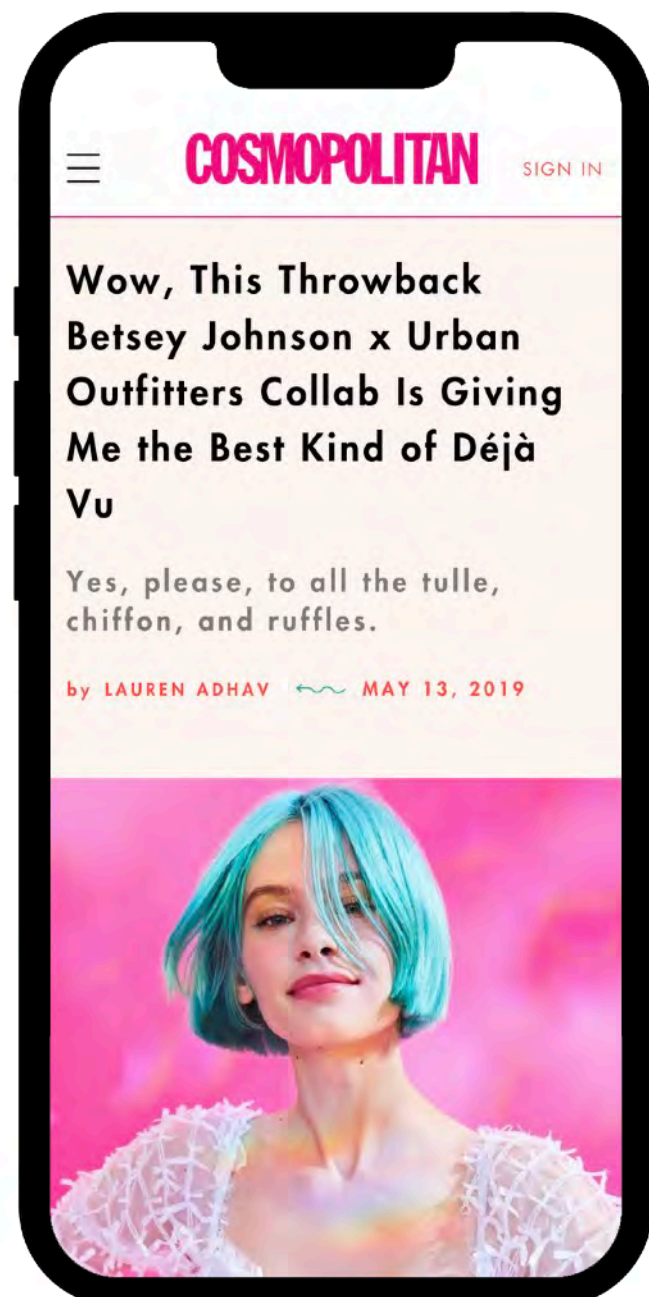 COSMOPOLITAN
SIGN IN
Wow, This Throwback
Betsey Johnson x Urban
Outfitters Collab Is Giving
Me the Best Kind of Déjà
Vu
Yes, please, to all the tulle,
chiffon, and ruffles.
by LAUREN ADHAV MAY 13, 2019